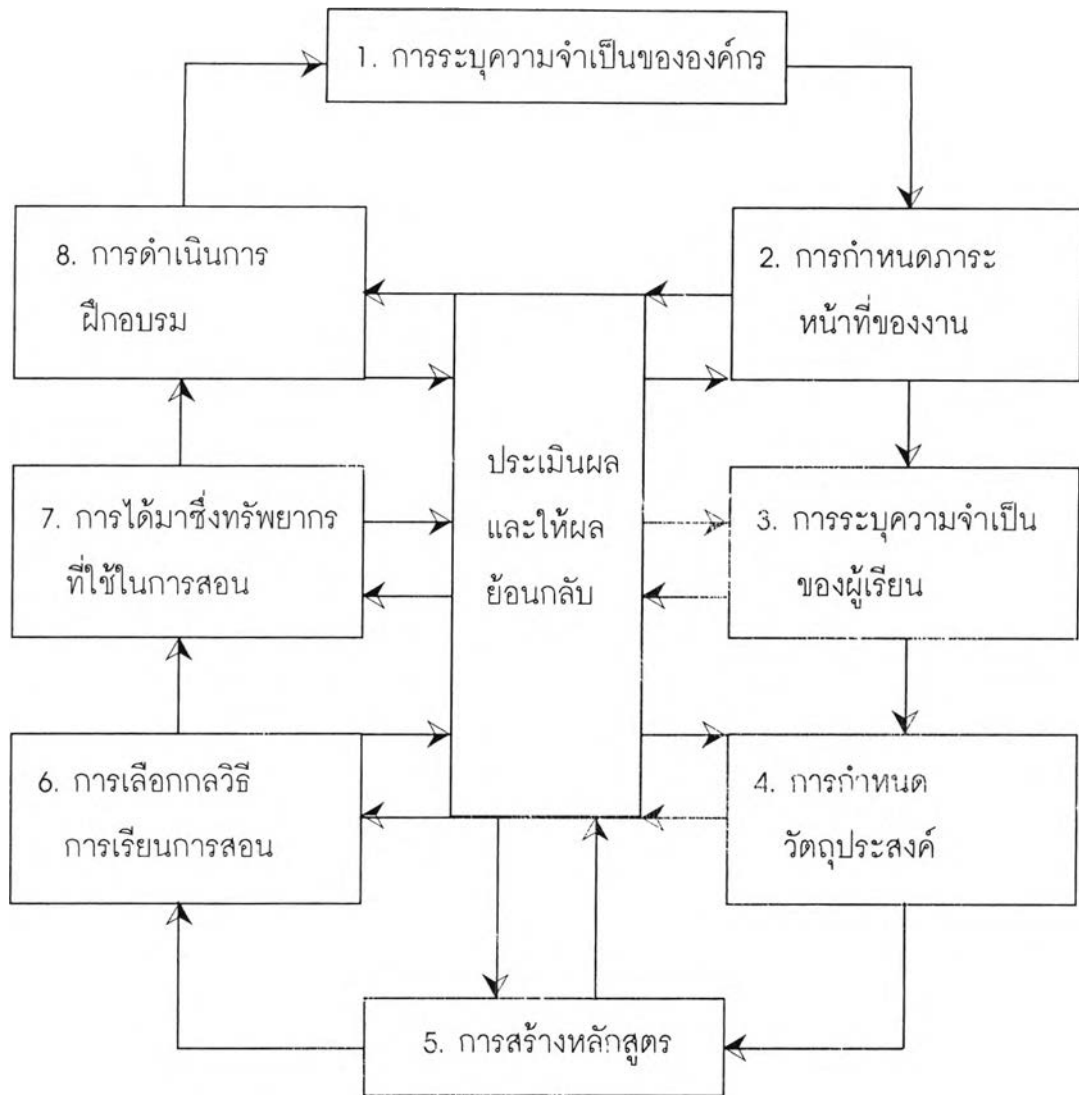 1. การระบุความจำเป็นขององค์กร
2. การกำหนดภาระ
หน้าที่ของงาน
3. การระบุความจำเป็น
ของผู้เรียน
4. การกำหนด
วัตถุประสงค์
5. การสร้างหลักสูตร
6. การเลือกกลวิธี
การเรียนการสอน
7. การได้มาซึ่งทรัพยากร
ที่ใช้ในการสอน
8. การดำเนินการ
ฝึกอบรม
ประเมินผล
และให้ผล
ย้อนกลับ